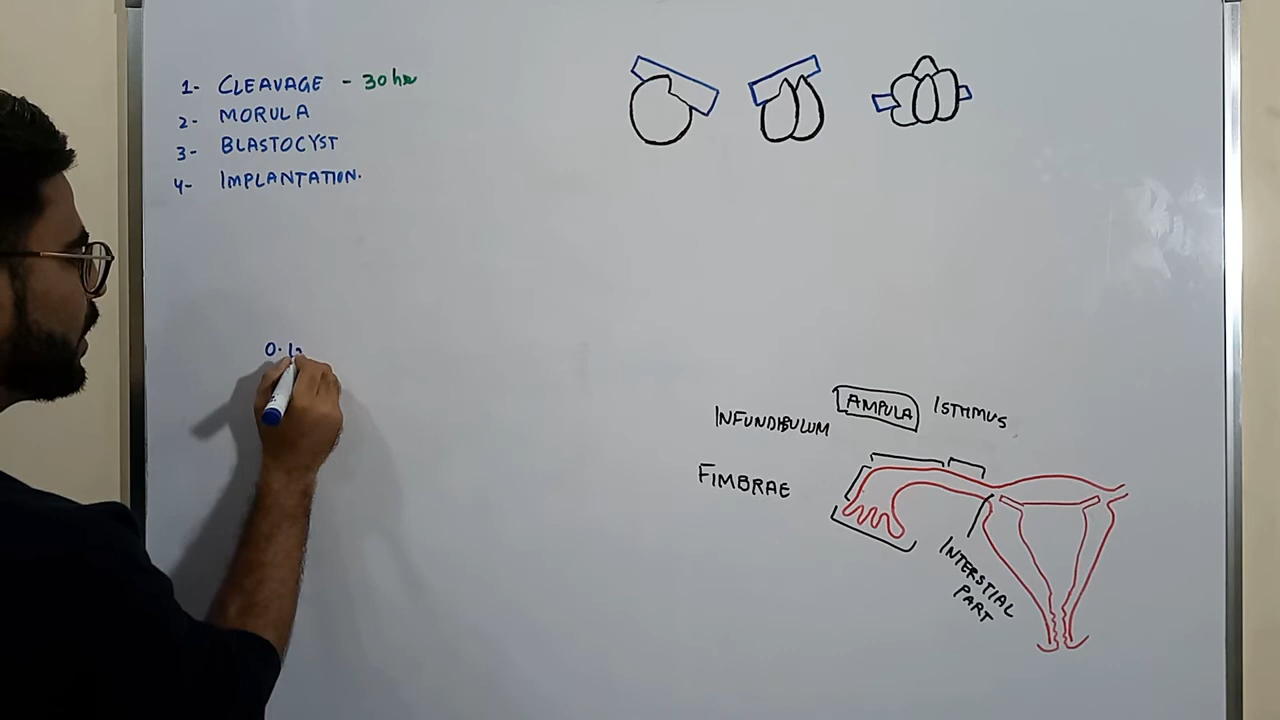 1- CLEAVAGE - 30 hr
2- MORULA
3- BLASTOCYST
4- IMPLANTATION.
0.1
AMPULA
ISTHMUS
INFUNDIBULUM
FIMBRAE
INTERSTIAL
PART